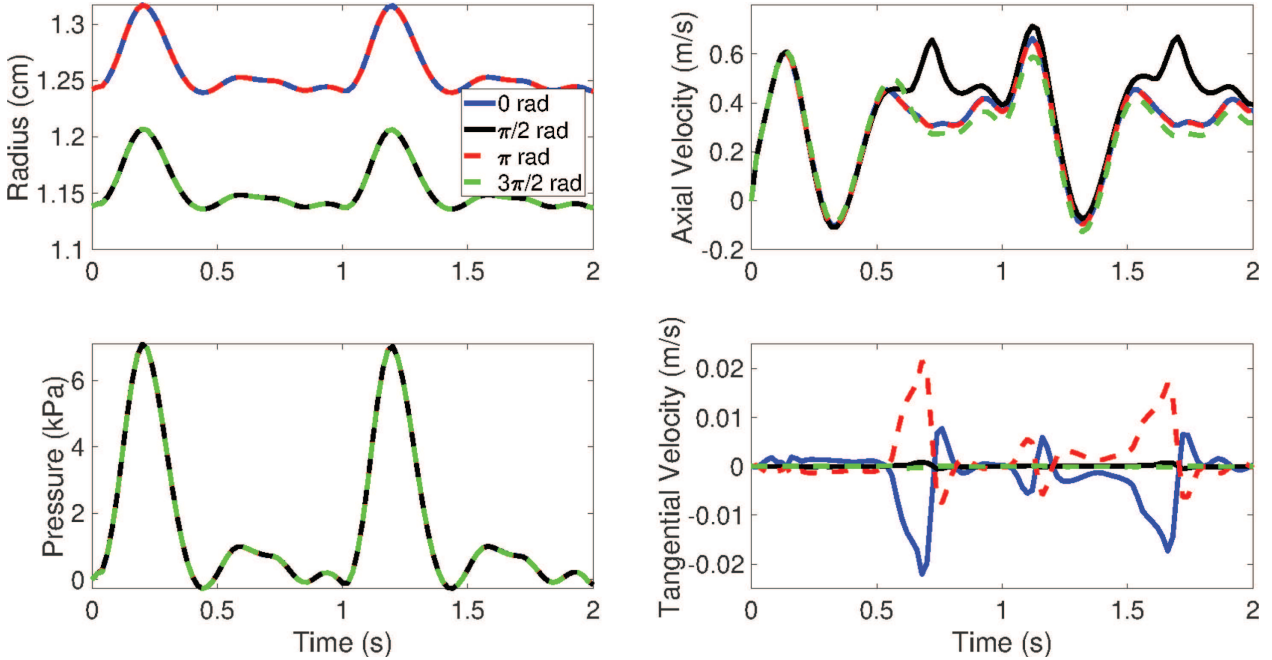 Radius (cm)
1.3
1.25
1.2
1.15
1.1
0 0.5 1 1.5 2
0 rad
π/2 rad
π rad
3π/2 rad
Axial Velocity (m/s)
0.6
0.4
0.2
0
-0.2
0 0.5 1 1.5 2
Pressure (kPa)
6
4
2
0
0 0.5 1 1.5 2
Time (s)
Tangential Velocity (m/s)
0.02
0.01
0
-0.01
-0.02
0 0.5 1 1.5 2
Time (s)